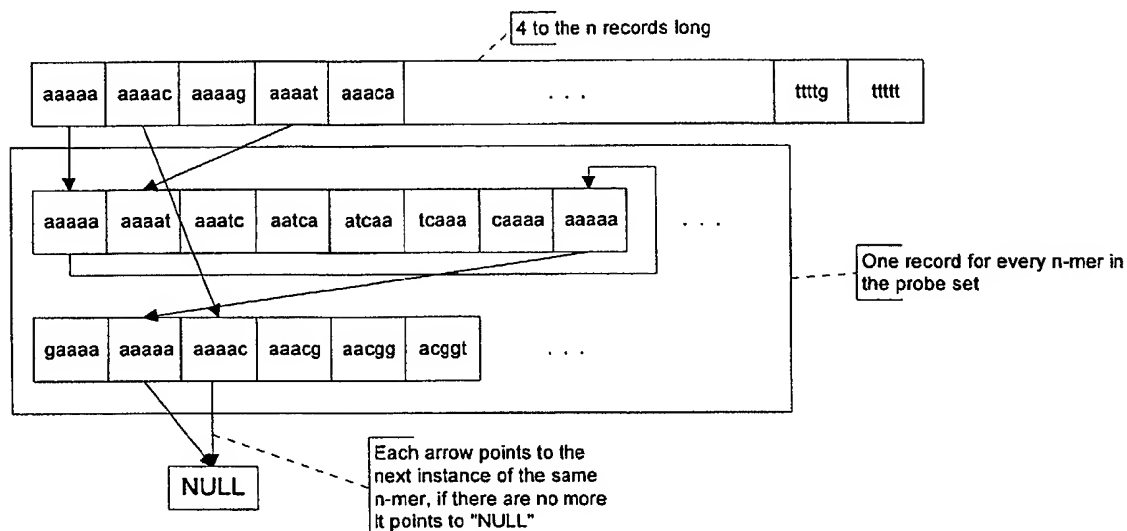 4 to the n records long
aaaaa aaaac aaaag aaaat aaaca . . . ttttg ttttt
aaaaa aaaat aaatc aatca atcaa tcaaa caaaa aaaaa . . .
One record for every n-mer in
the probe set
gaaaa aaaaa aaaac aaacg aacgg acggt . . .
Each arrow points to the
next instance of the same
n-mer, if there are no more
it points to "NULL"
NULL